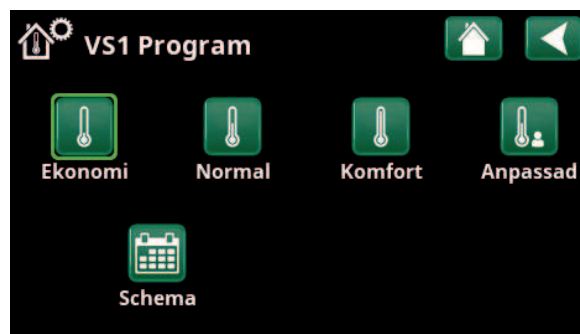 VS1 Program
Ekonomi
Normal
Komfort
Anpassad
Schema